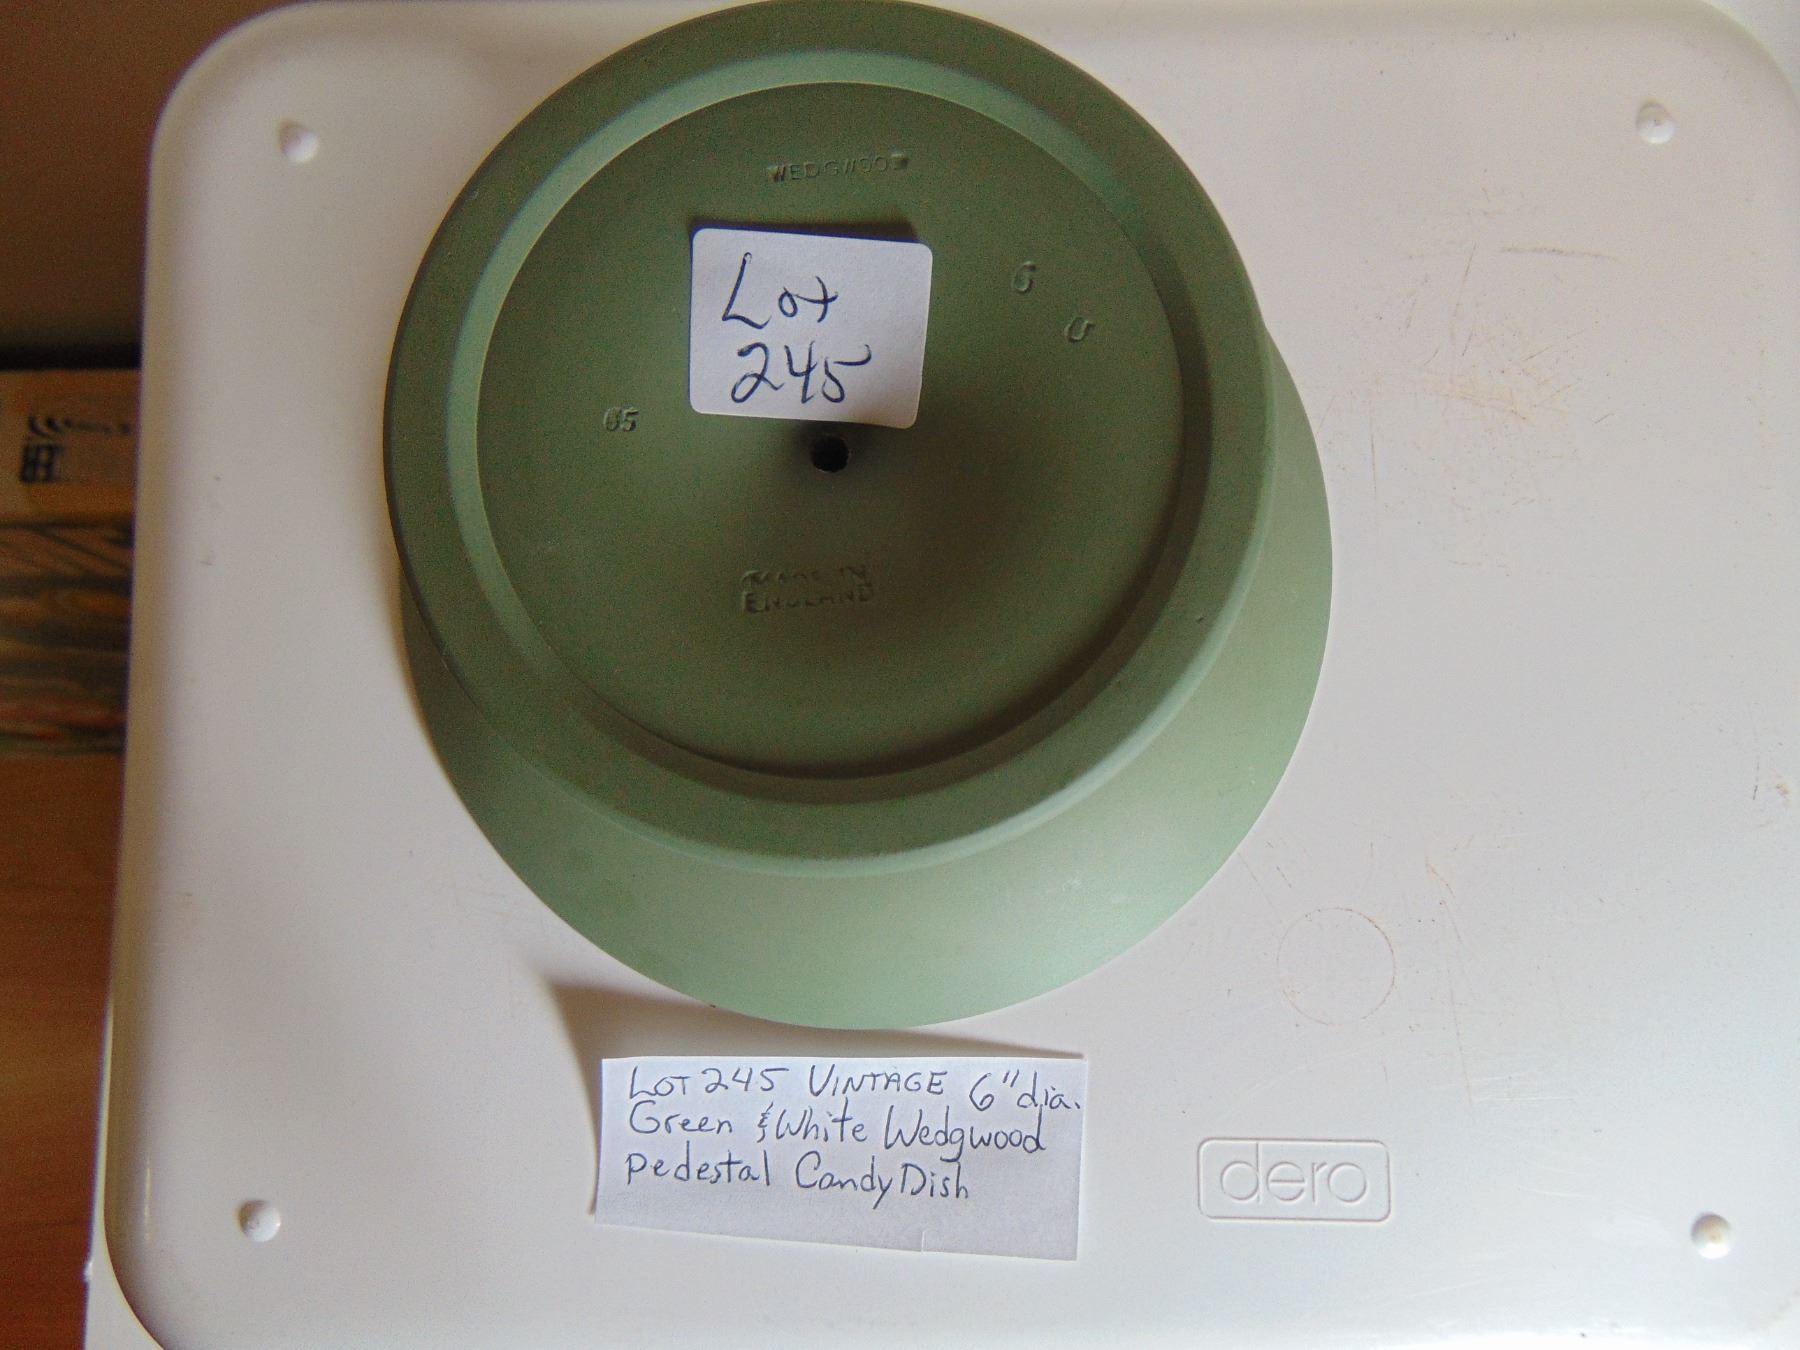 WEDGWOOD
Lot
245
G
U
65
MADE IN
ENGLAND
LOT 245 VINTAGE 6" dia.
Green & White Wedgwood
Pedestal Candy Dish
dero